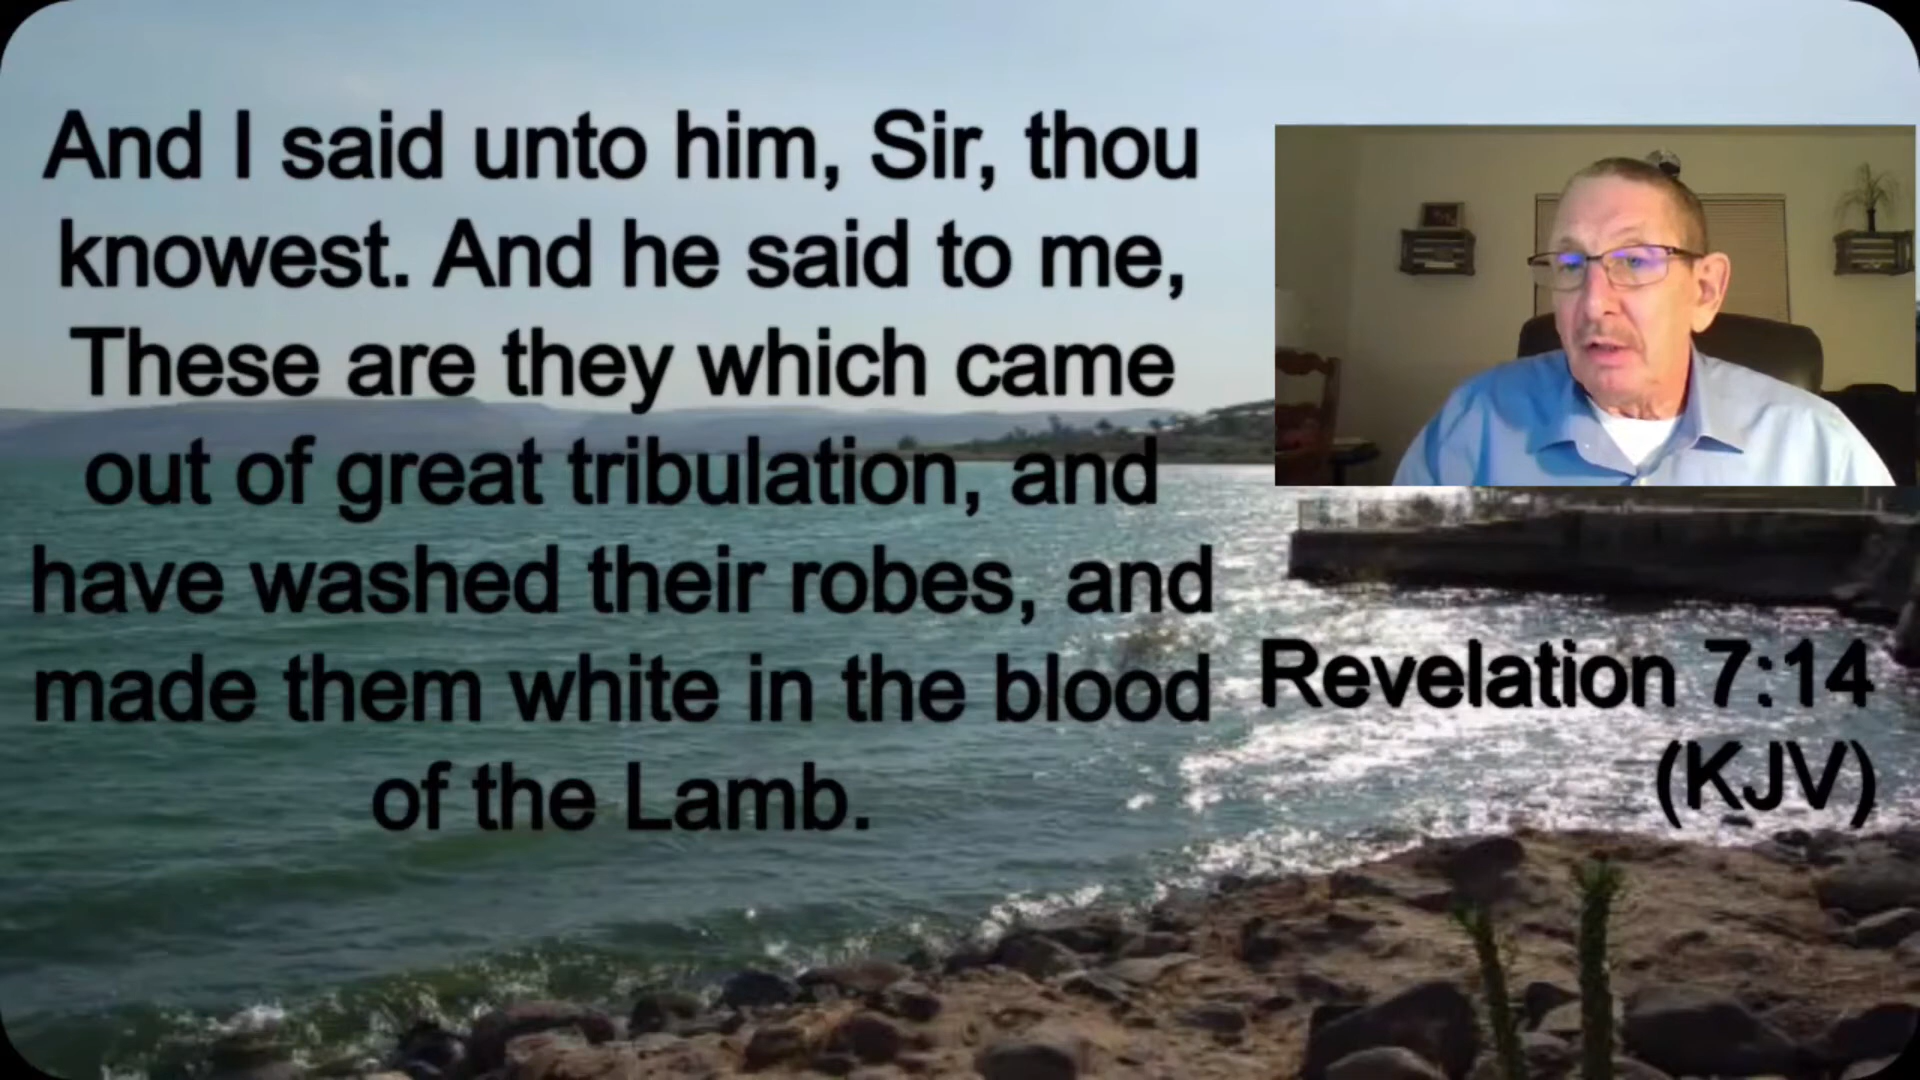 And I said unto him, Sir, thou
knowest. And he said to me,
These are they which came
out of great tribulation, and
have washed their robes, and
made them white in the blood
of the Lamb.
Revelation 7:14
(KJV)